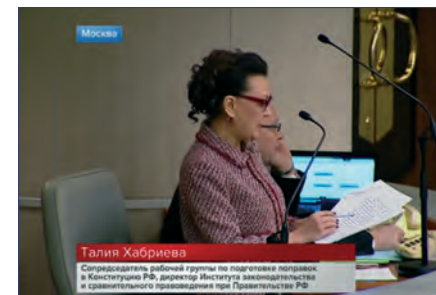 Москва
Талия Хабриева
Сопредседатель рабочей группы по подготовке поправок
в Конституцию РФ, директор Института законодательства
и сравнительного правоведения при Правительстве РФ